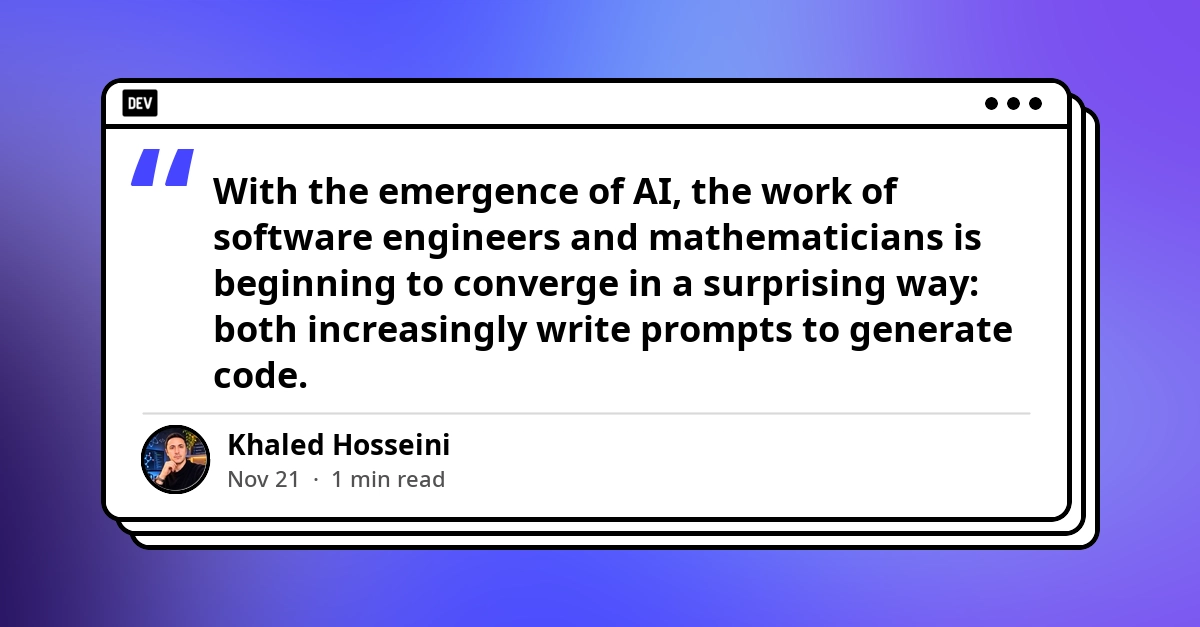 DEV
“
With the emergence of AI, the work of
software engineers and mathematicians is
beginning to converge in a surprising way:
both increasingly write prompts to generate
code.
Khaled Hosseini
Nov 21 · 1 min read